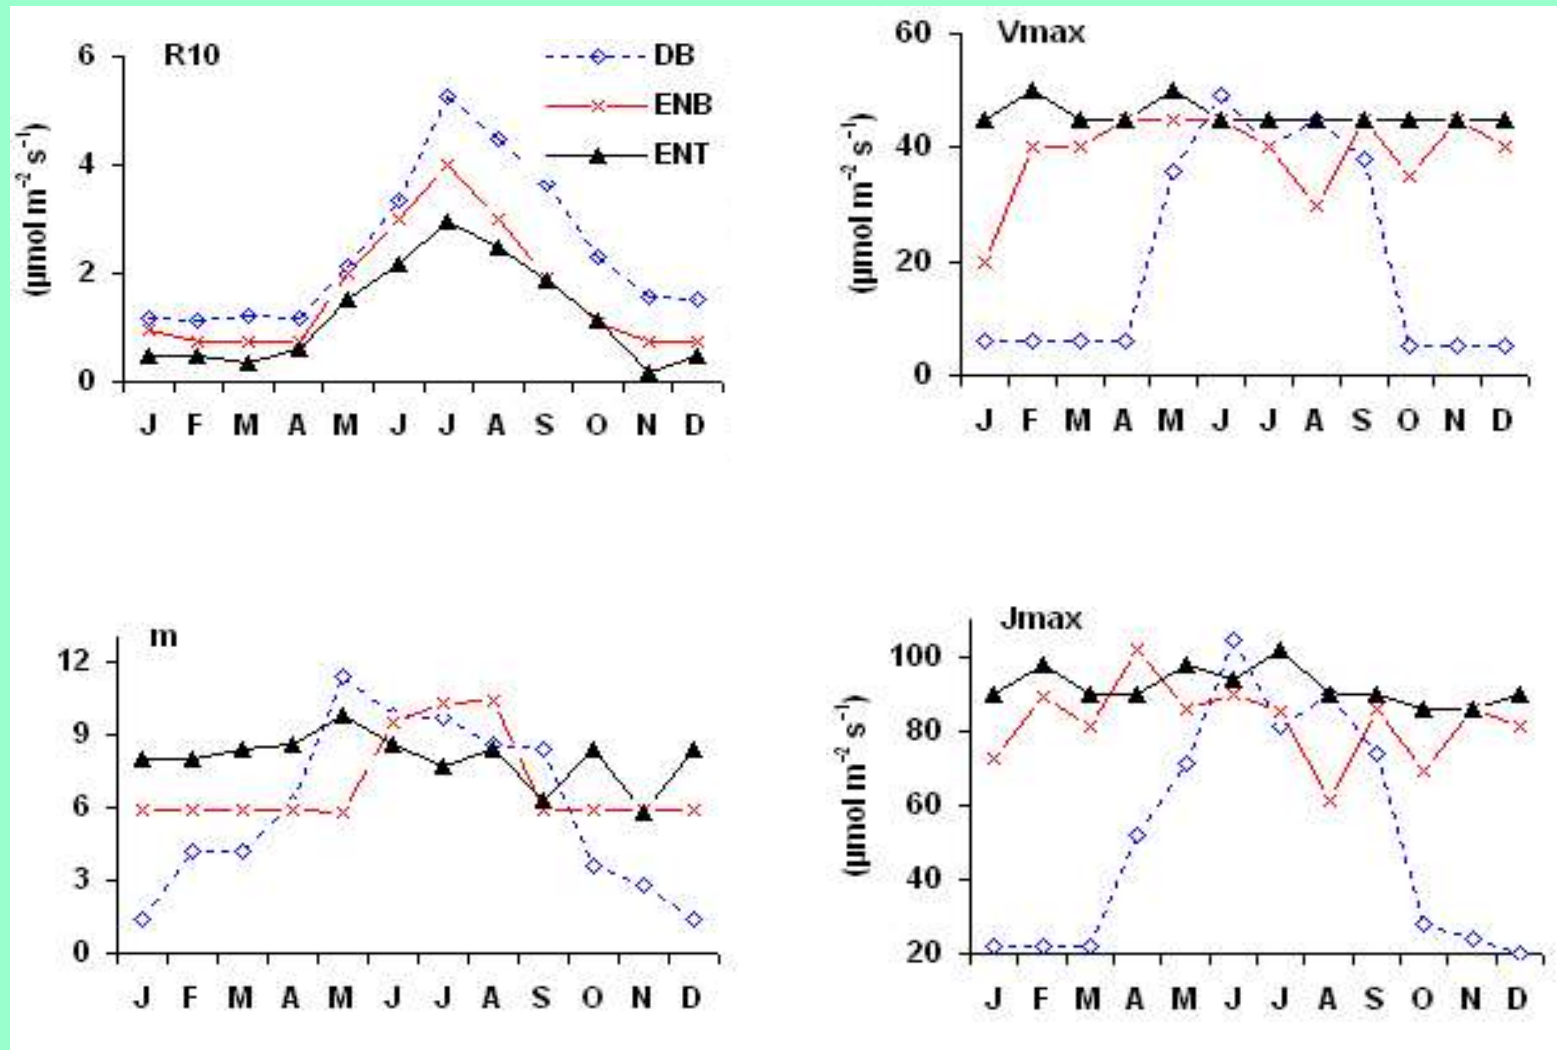 R10
DB
ENB
ENT
6
4
2
0
(µmol m⁻² s⁻¹)
J F M A M J J A S O N D
Vmax
60
40
20
0
(µmol m⁻² s⁻¹)
J F M A M J J A S O N D
m
12
9
6
3
0
J F M A M J J A S O N D
Jmax
100
80
60
40
20
(µmol m⁻² s⁻¹)
J F M A M J J A S O N D